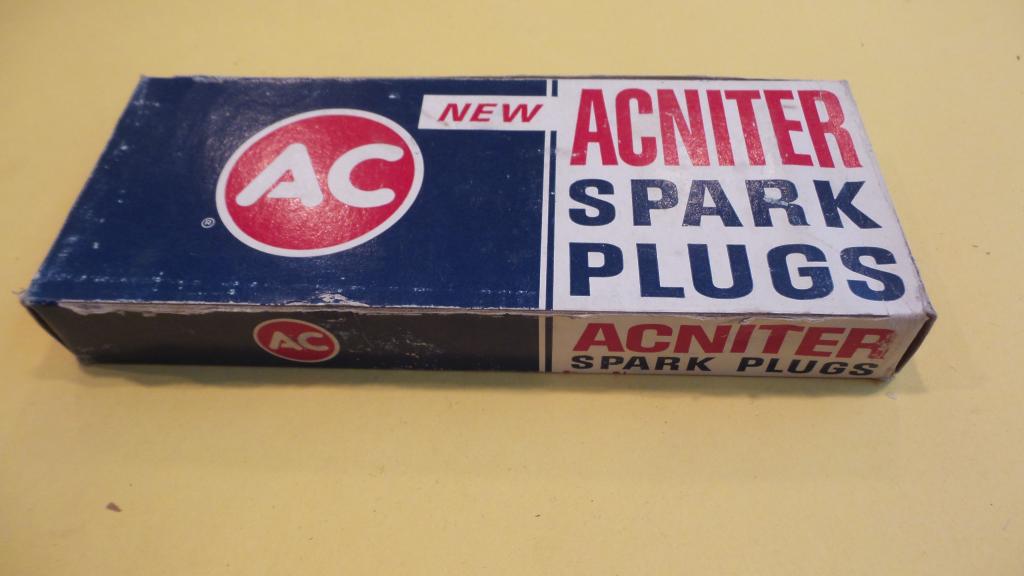 NEW
ACNITER
SPARK
PLUGS
AC
®
AC
ACNITER
SPARK PLUGS